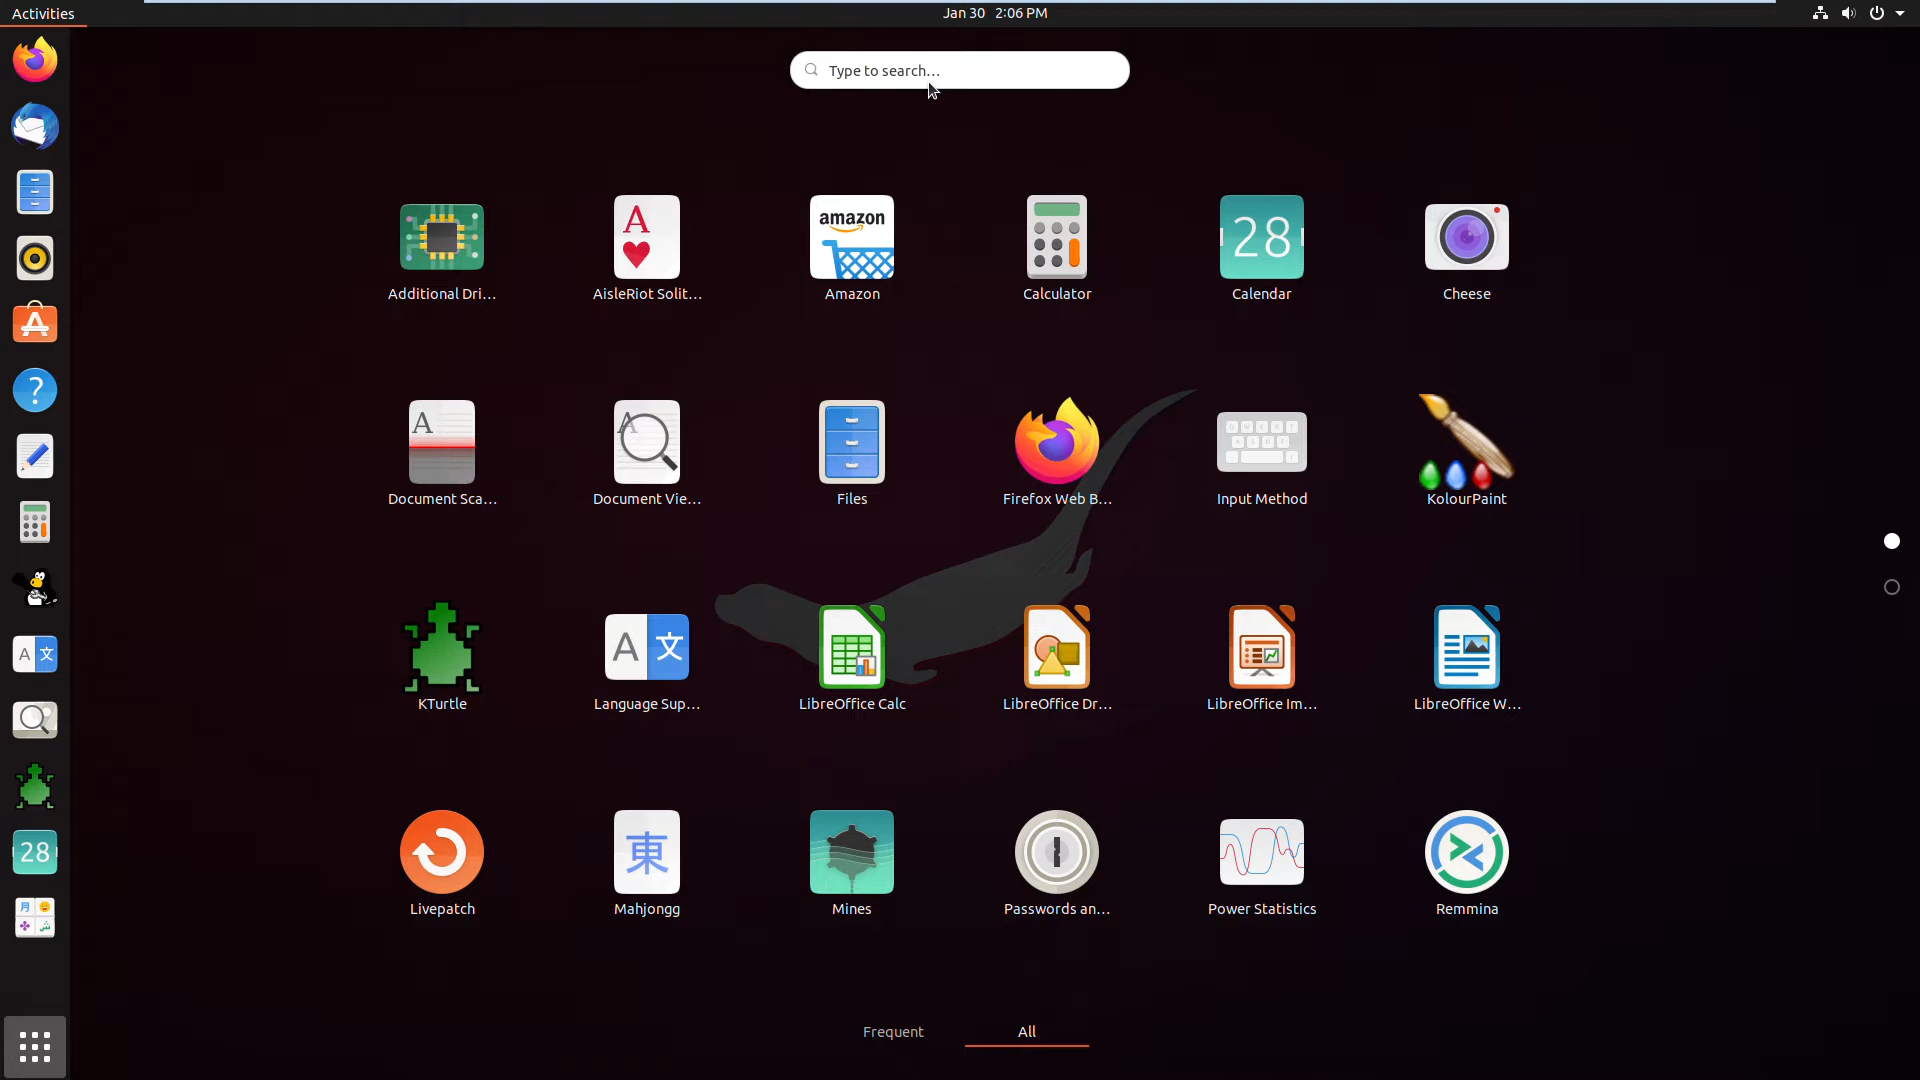 Activities
Jan 30 2:06 PM
Type to search…
Additional Dri…
AisleRiot Solit…
amazon
Amazon
Calculator
28
Calendar
Cheese
Document Sca…
Document Vie…
Files
Firefox Web B…
Input Method
KolourPaint
KTurtle
A 文
Language Sup…
LibreOffice Calc
LibreOffice Dr…
LibreOffice Im…
LibreOffice W…
Livepatch
東
Mahjongg
Mines
Passwords an…
Power Statistics
Remmina
A 文
28
Frequent
All